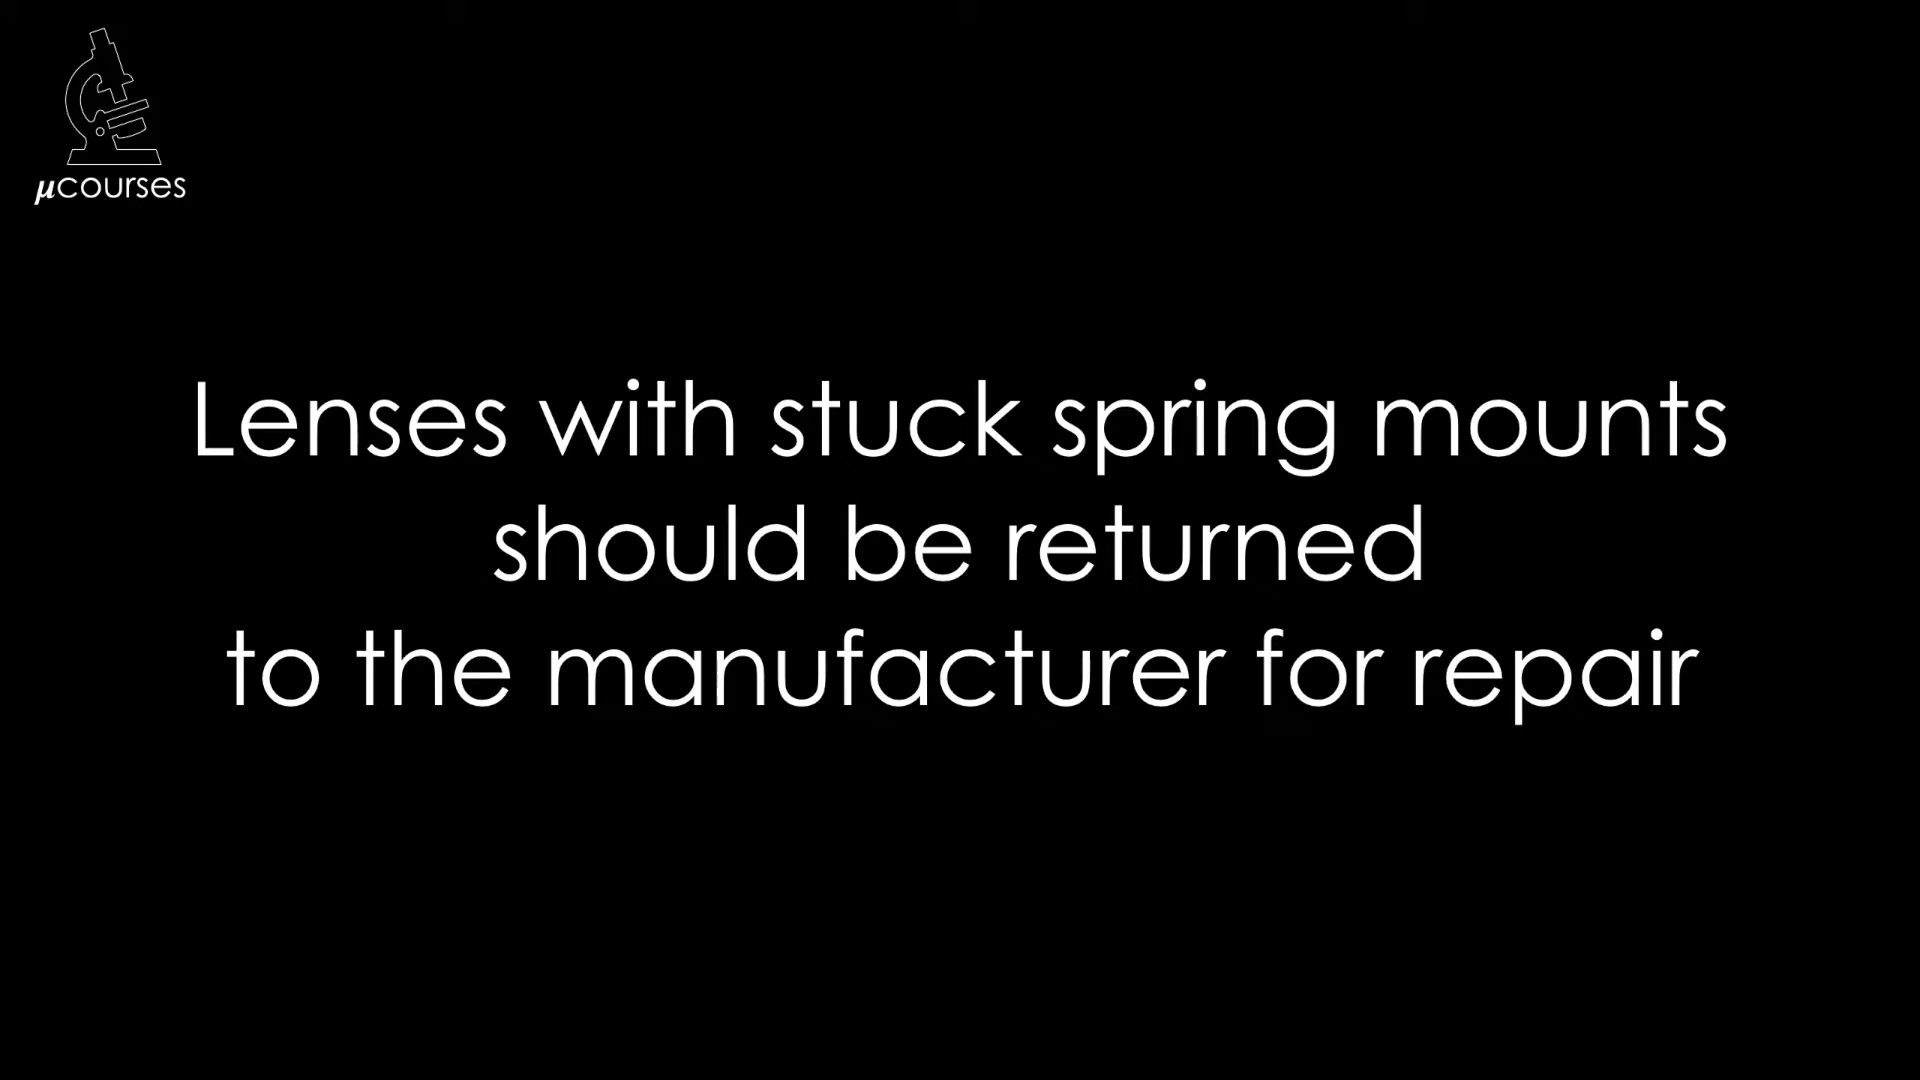 µcourses
Lenses with stuck spring mounts
should be returned
to the manufacturer for repair